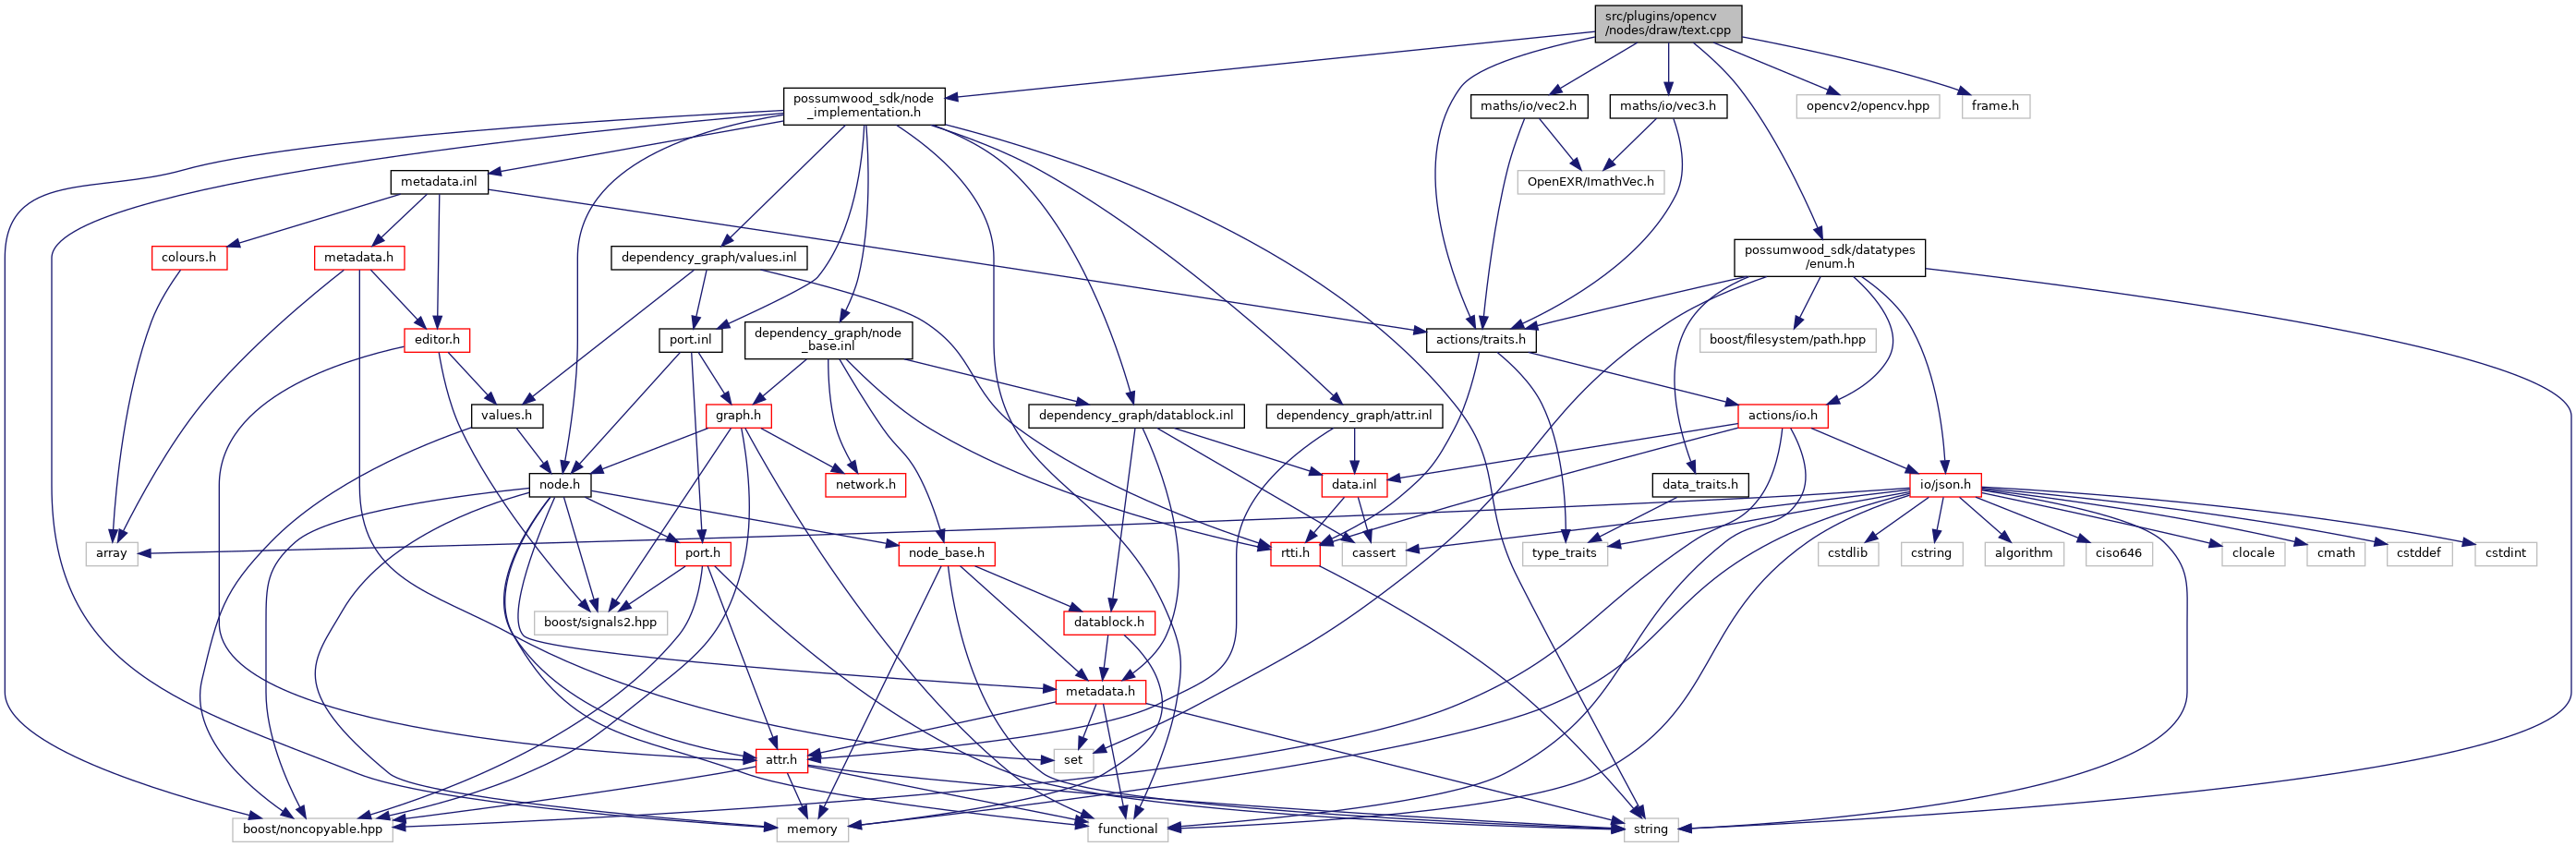 src/plugins/opencv
/nodes/draw/text.cpp
possumwood_sdk/node
_implementation.h
maths/io/vec2.h
maths/io/vec3.h
opencv2/opencv.hpp
frame.h
metadata.inl
OpenEXR/ImathVec.h
colours.h
metadata.h
dependency_graph/values.inl
possumwood_sdk/datatypes
/enum.h
editor.h
port.inl
dependency_graph/node
_base.inl
actions/traits.h
boost/filesystem/path.hpp
values.h
graph.h
dependency_graph/datablock.inl
dependency_graph/attr.inl
actions/io.h
node.h
network.h
data.inl
data_traits.h
io/json.h
array
port.h
node_base.h
rtti.h
cassert
type_traits
cstdlib
cstring
algorithm
ciso646
clocale
cmath
cstddef
cstdint
boost/signals2.hpp
datablock.h
metadata.h
attr.h
set
boost/noncopyable.hpp
memory
functional
string